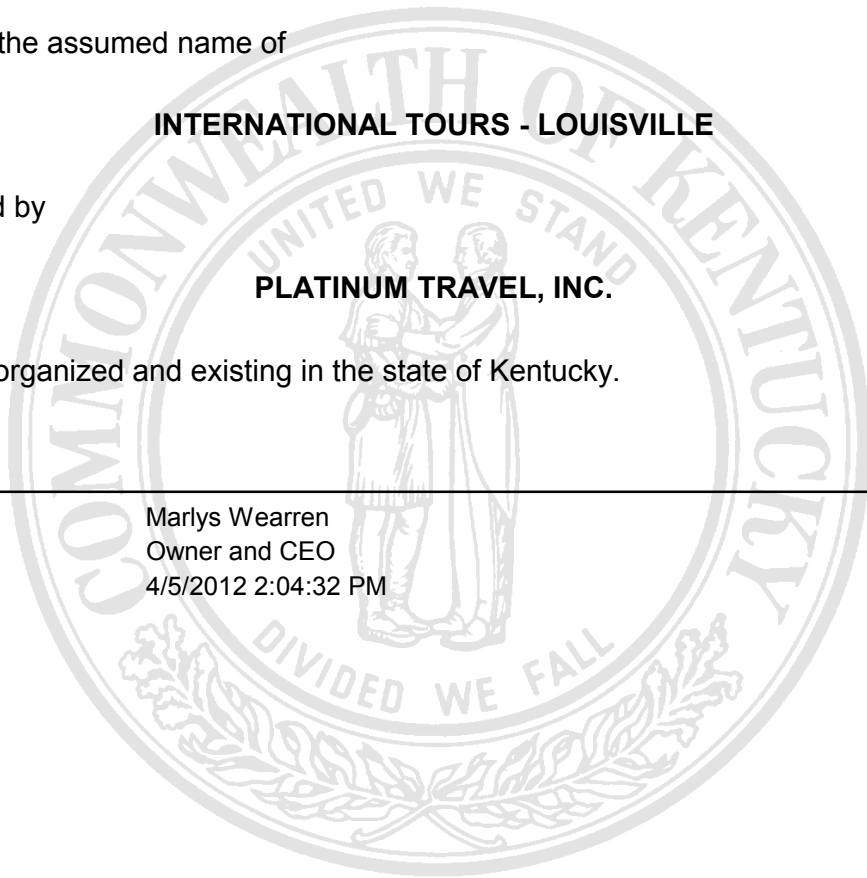 the assumed name of
INTERNATIONAL TOURS - LOUISVILLE
d by
PLATINUM TRAVEL, INC.
organized and existing in the state of Kentucky.
Marlys Wearren
Owner and CEO
4/5/2012 2:04:32 PM
COMMONWEALTH OF KENTUCKY
UNITED WE STAND
DIVIDED WE FALL